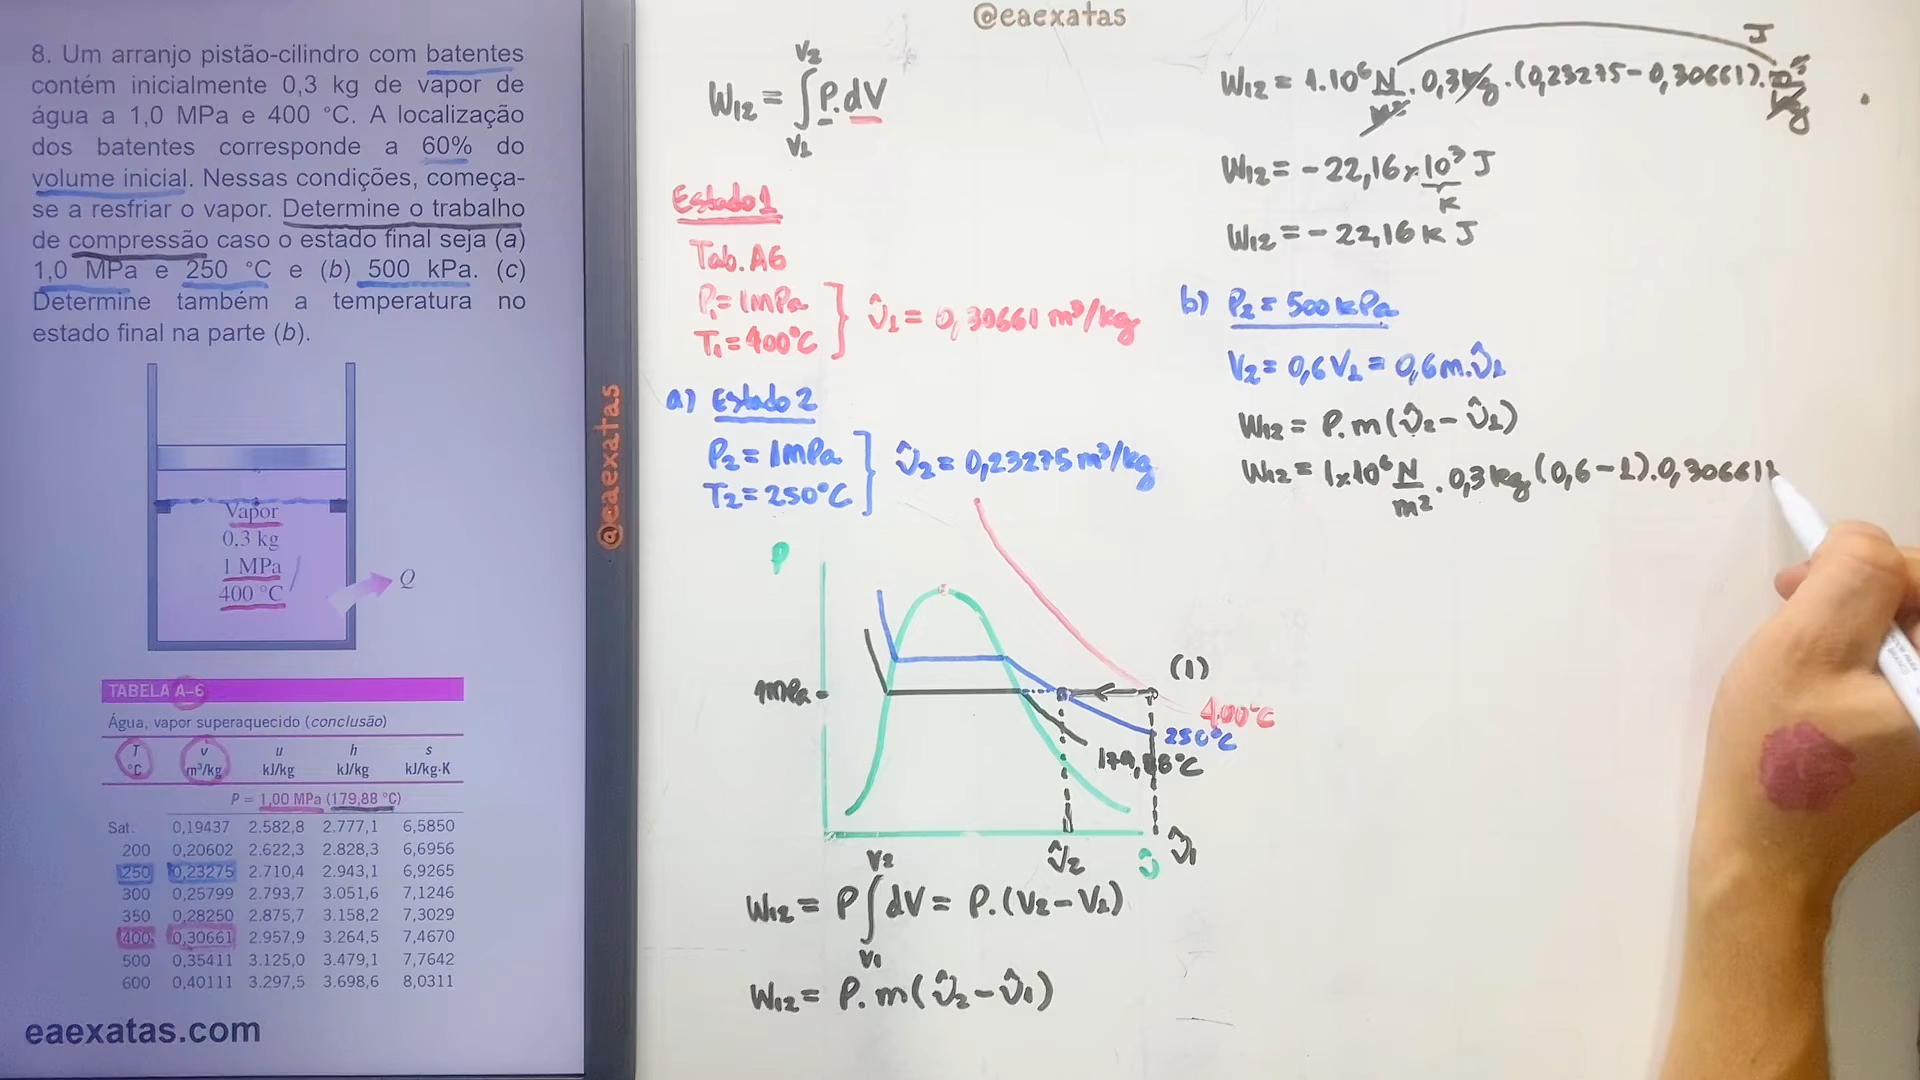 @eaexatas
8. Um arranjo pistão-cilindro com batentes
contém inicialmente 0,3 kg de vapor de
água a 1,0 MPa e 400 °C. A localização
dos batentes corresponde a 60% do
volume inicial. Nessas condições, começa-
se a resfriar o vapor. Determine o trabalho
de compressão caso o estado final seja (a)
1,0 MPa e 250 °C e (b) 500 kPa. (c)
Determine também a temperatura no
estado final na parte (b).
Vapor
0,3 kg
1 MPa
400 °C
Q
TABELA A-6
Água, vapor superaquecido (conclusão)
T v u h s
°C m³/kg kJ/kg kJ/kg kJ/kg·K
P = 1,00 MPa (179,88 °C)
Sat. 0,19437 2.582,8 2.777,1 6,5850
200 0,20602 2.622,3 2.828,3 6,6956
250 0,23275 2.710,4 2.943,1 6,9265
300 0,25799 2.793,7 3.051,6 7,1246
350 0,28250 2.875,7 3.158,2 7,3029
400 0,30661 2.957,9 3.264,5 7,4670
500 0,35411 3.125,0 3.479,1 7,7642
600 0,40111 3.297,5 3.698,6 8,0311
eaexatas.com
@eaexatas
W12 = ∫ P. dV
V2
V1
Estado 1
Tab. A6
P1 = 1MPa
T1 = 400°C } v̂1 = 0,30661 m³/kg
a) Estado 2
P2 = 1MPa
T2 = 250°C } v̂2 = 0,23275 m³/kg
P
1MPa
(1)
400°C
250°C
179,88°C
v̂2 v̂ v̂1
W12 = P ∫ dV = P. (V2 - V1)
V2
V1
W12 = P. m (v̂2 - v̂1)
J
W12 = 1.10⁶ N/m² . 0,3 kg . (0,23275 - 0,30661). m³/kg
W12 = -22,16 x 10³ J
K
W12 = -22,16 k J
b) P2 = 500 kPa
V2 = 0,6 V1 = 0,6 m. v̂1
W12 = P. m (v̂2 - v̂1)
W12 = 1x10⁶ N/m² . 0,3 kg (0,6 - 1). 0,30661